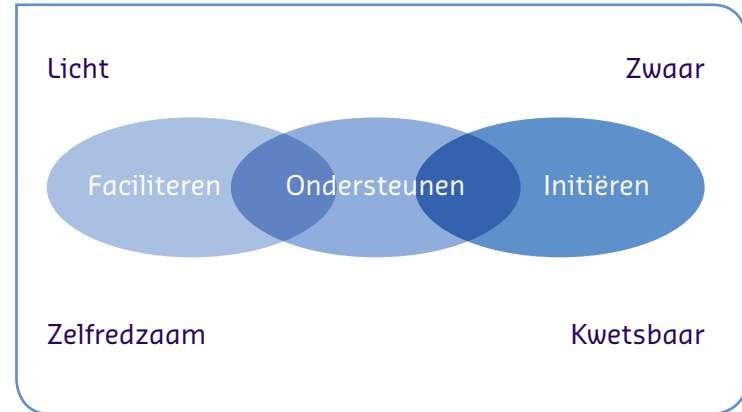 Licht Zwaar
Faciliteren Ondersteunen Initiëren
Zelfredzaam Kwetsbaar